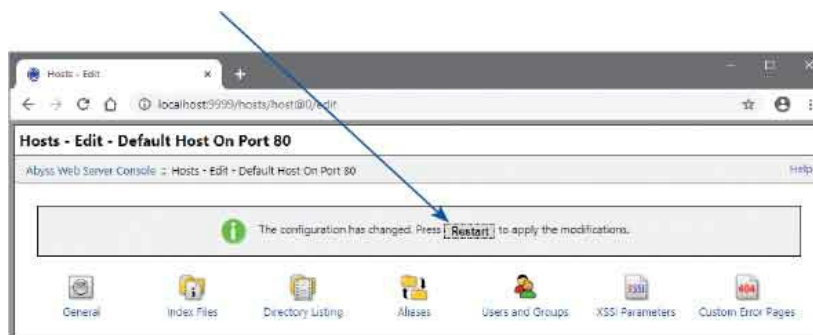 Hosts - Edit
localhost:9999/hosts/host@0/edit
Hosts - Edit - Default Host On Port 80
Abyss Web Server Console :: Hosts - Edit - Default Host On Port 80
Help
The configuration has changed. Press Restart to apply the modifications.
XSSI
404
General
Index Files
Directory Listing
Aliases
Users and Groups
XSSI Parameters
Custom Error Pages